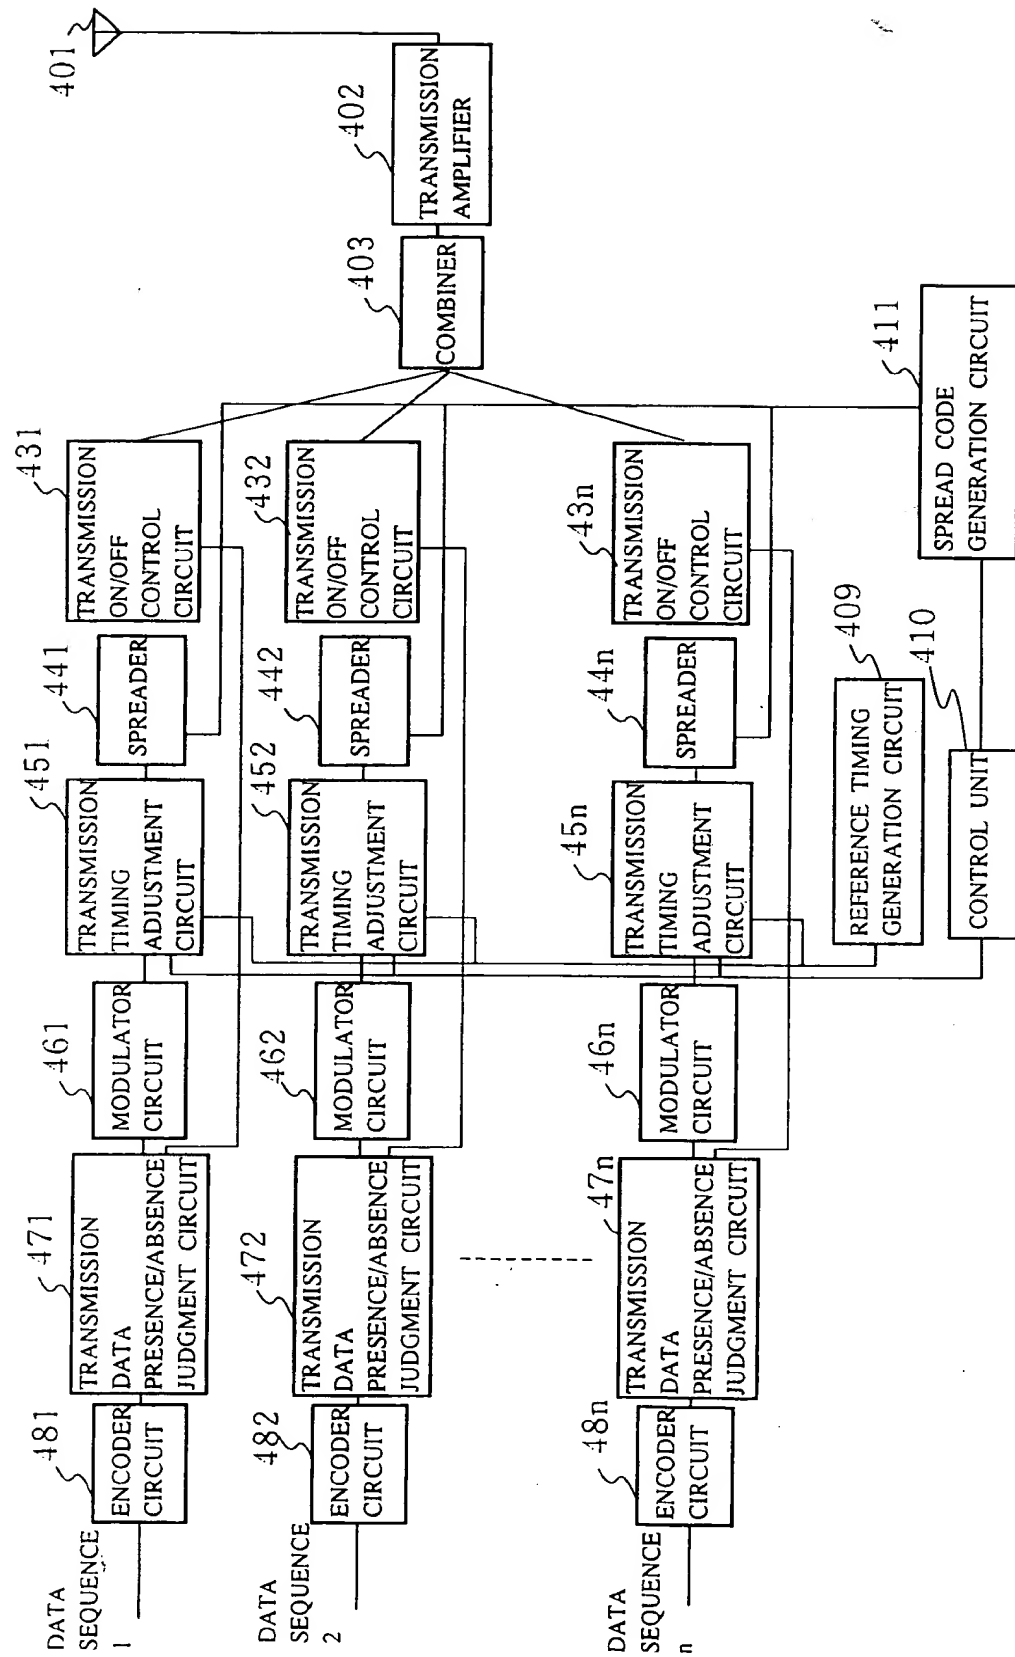 401
TRANSMISSION
AMPLIFIER
402
COMBINER
403
431
TRANSMISSION
ON/OFF
CONTROL
CIRCUIT
441
SPREADER
451
TRANSMISSION
TIMING
ADJUSTMENT
CIRCUIT
461
MODULATOR
CIRCUIT
471
TRANSMISSION
DATA
PRESENCE/ABSENCE
JUDGMENT CIRCUIT
481
ENCODER
CIRCUIT
DATA
SEQUENCE
1
432
TRANSMISSION
ON/OFF
CONTROL
CIRCUIT
442
SPREADER
452
TRANSMISSION
TIMING
ADJUSTMENT
CIRCUIT
462
MODULATOR
CIRCUIT
472
TRANSMISSION
DATA
PRESENCE/ABSENCE
JUDGMENT CIRCUIT
482
ENCODER
CIRCUIT
DATA
SEQUENCE
2
43n
TRANSMISSION
ON/OFF
CONTROL
CIRCUIT
44n
SPREADER
45n
TRANSMISSION
TIMING
ADJUSTMENT
CIRCUIT
46n
MODULATOR
CIRCUIT
47n
TRANSMISSION
DATA
PRESENCE/ABSENCE
JUDGMENT CIRCUIT
48n
ENCODER
CIRCUIT
DATA
SEQUENCE
n
409
REFERENCE TIMING
GENERATION CIRCUIT
410
CONTROL UNIT
411
SPREAD CODE
GENERATION CIRCUIT